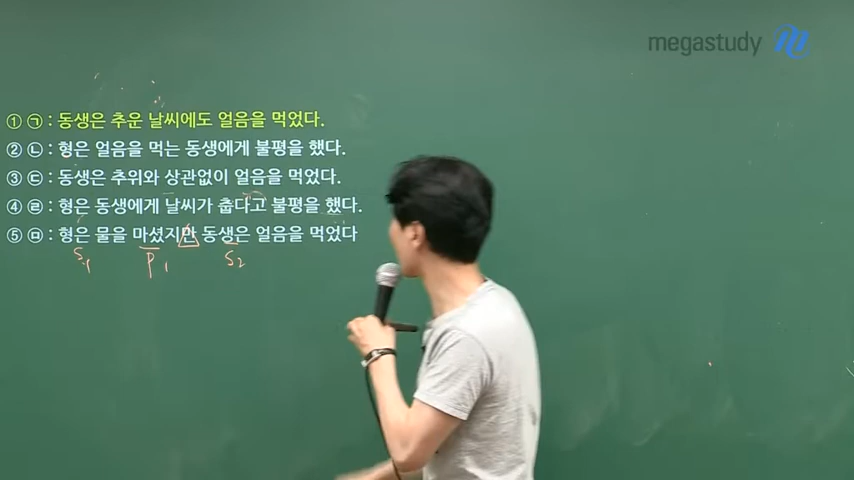 megastudy M
① ㉠ : 동생은 추운 날씨에도 얼음을 먹었다.
② ㉡ : 형은 얼음을 먹는 동생에게 불평을 했다.
③ ㉢ : 동생은 추위와 상관없이 얼음을 먹었다.
④ ㉣ : 형은 동생에게 날씨가 춥다고 불평을 했다.
⑤ ㉤ : 형은 물을 마셨지만 동생은 얼음을 먹었다
S1 P1 S2